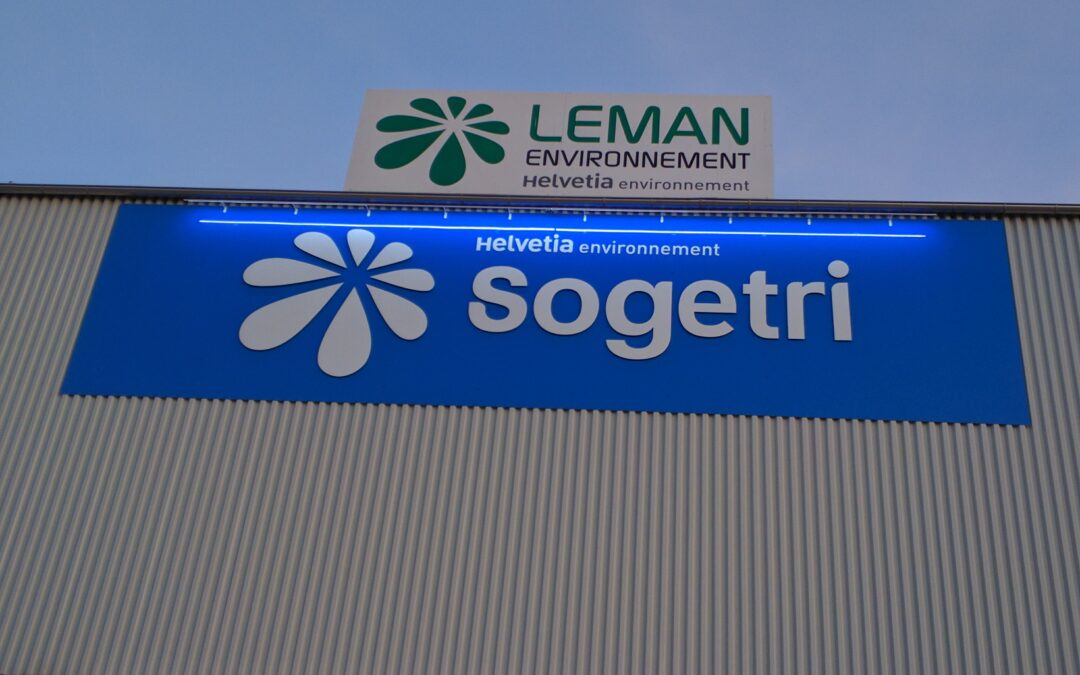 LEMAN
ENVIRONNEMENT
Helvetia environnement
Helvetia environnement
Sogetri